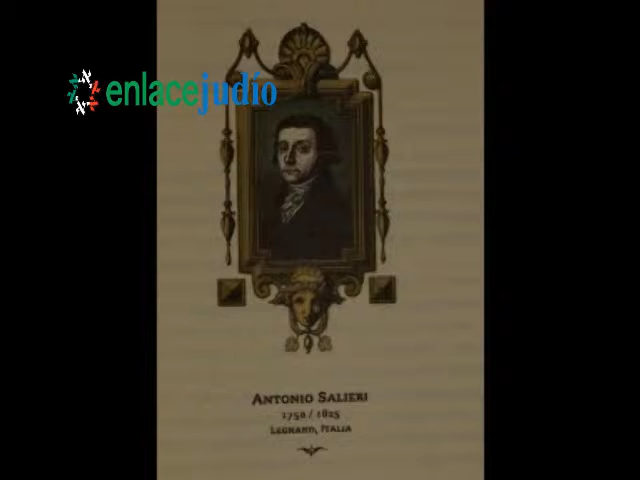 enlacejudío
ANTONIO SALIERI
1750 / 1825
LEGNANO, ITALIA